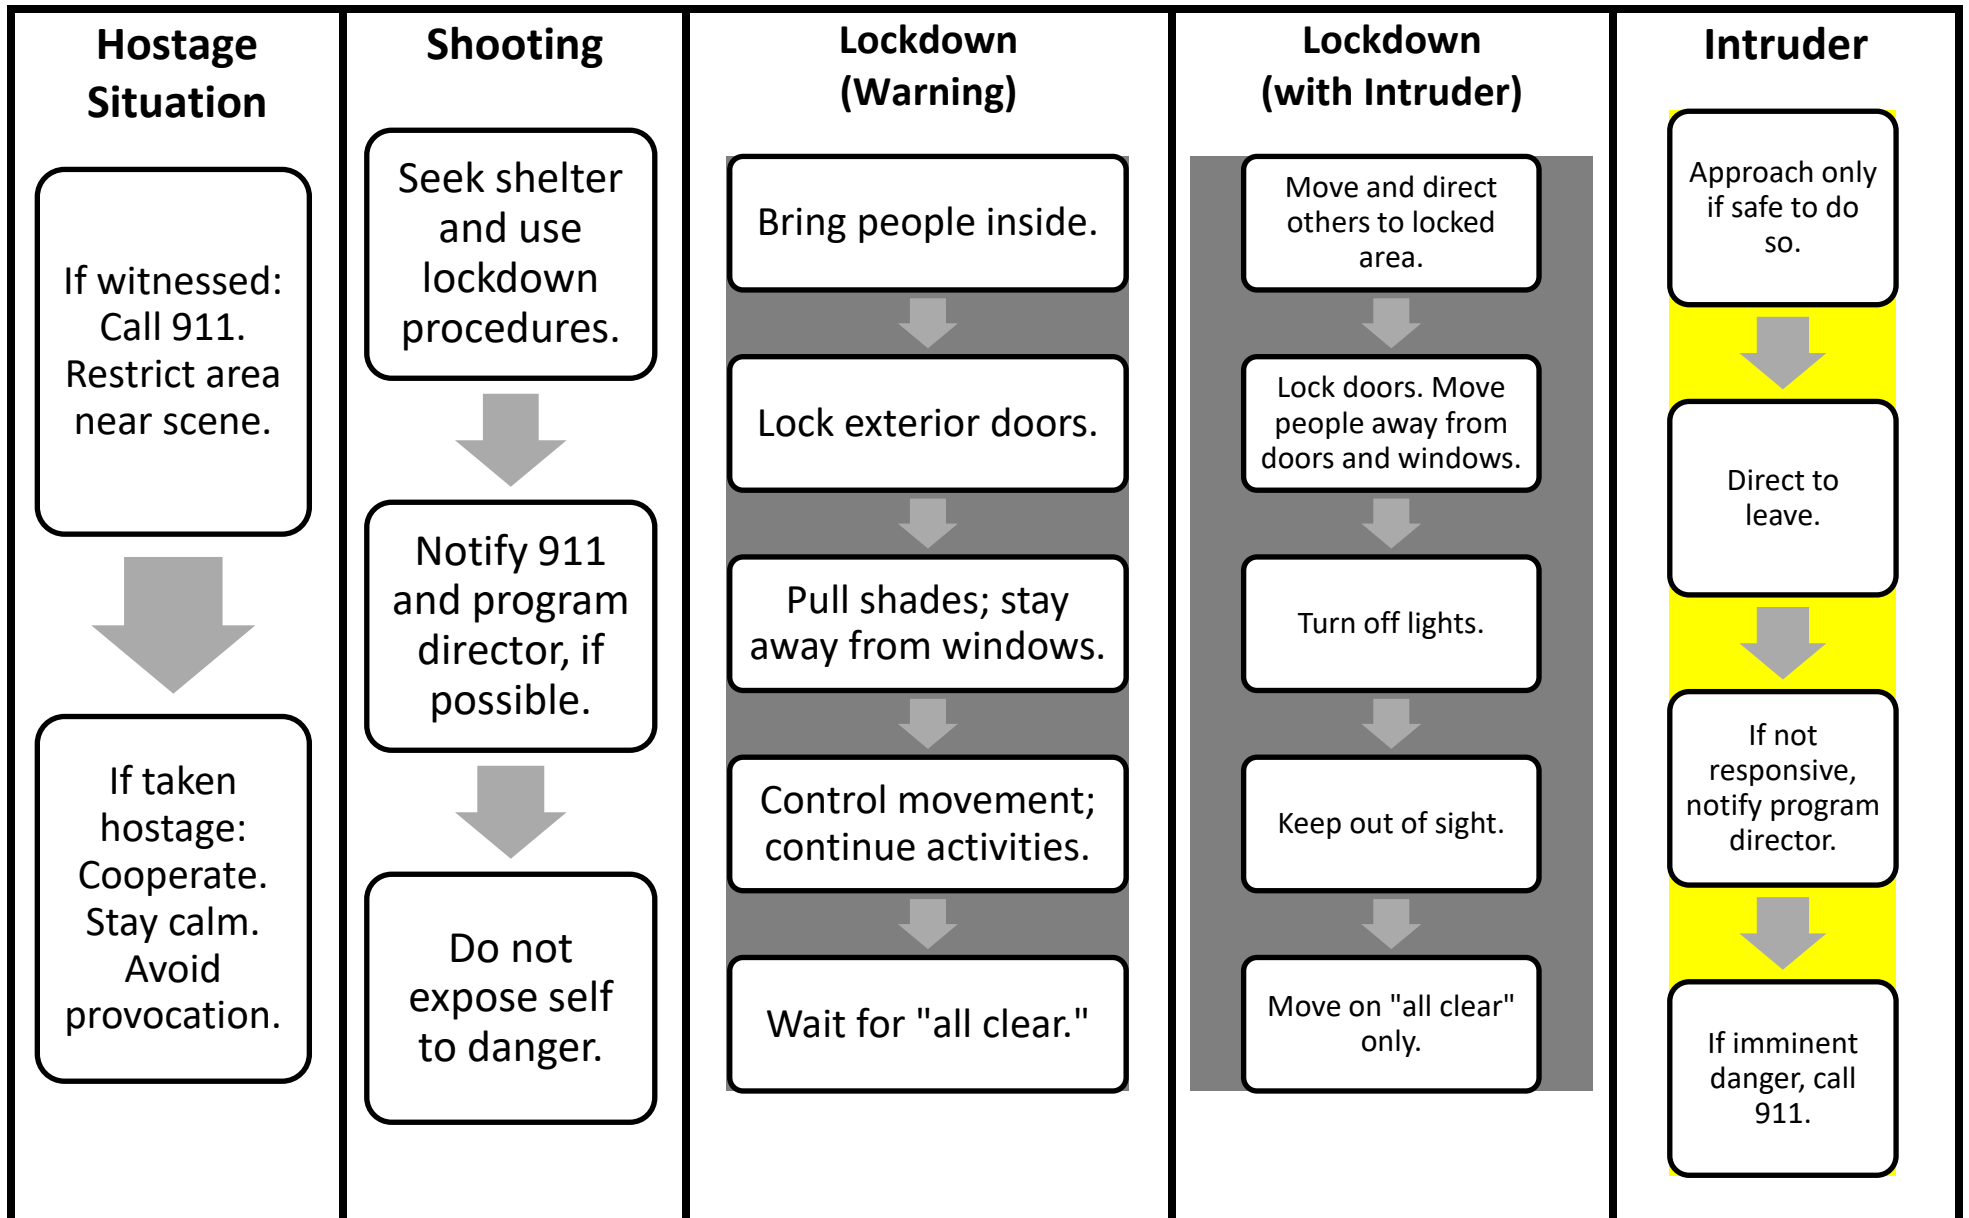 Hostage
Situation
If witnessed:
Call 911.
Restrict area
near scene.
If taken
hostage:
Cooperate.
Stay calm.
Avoid
provocation.
Shooting
Seek shelter
and use
lockdown
procedures.
Notify 911
and program
director, if
possible.
Do not
expose self
to danger.
Lockdown
(Warning)
Bring people inside.
Lock exterior doors.
Pull shades; stay
away from windows.
Control movement;
continue activities.
Wait for "all clear."
Lockdown
(with Intruder)
Move and direct
others to locked
area.
Lock doors. Move
people away from
doors and windows.
Turn off lights.
Keep out of sight.
Move on "all clear"
only.
Intruder
Approach only
if safe to do
so.
Direct to
leave.
If not
responsive,
notify program
director.
If imminent
danger, call
911.